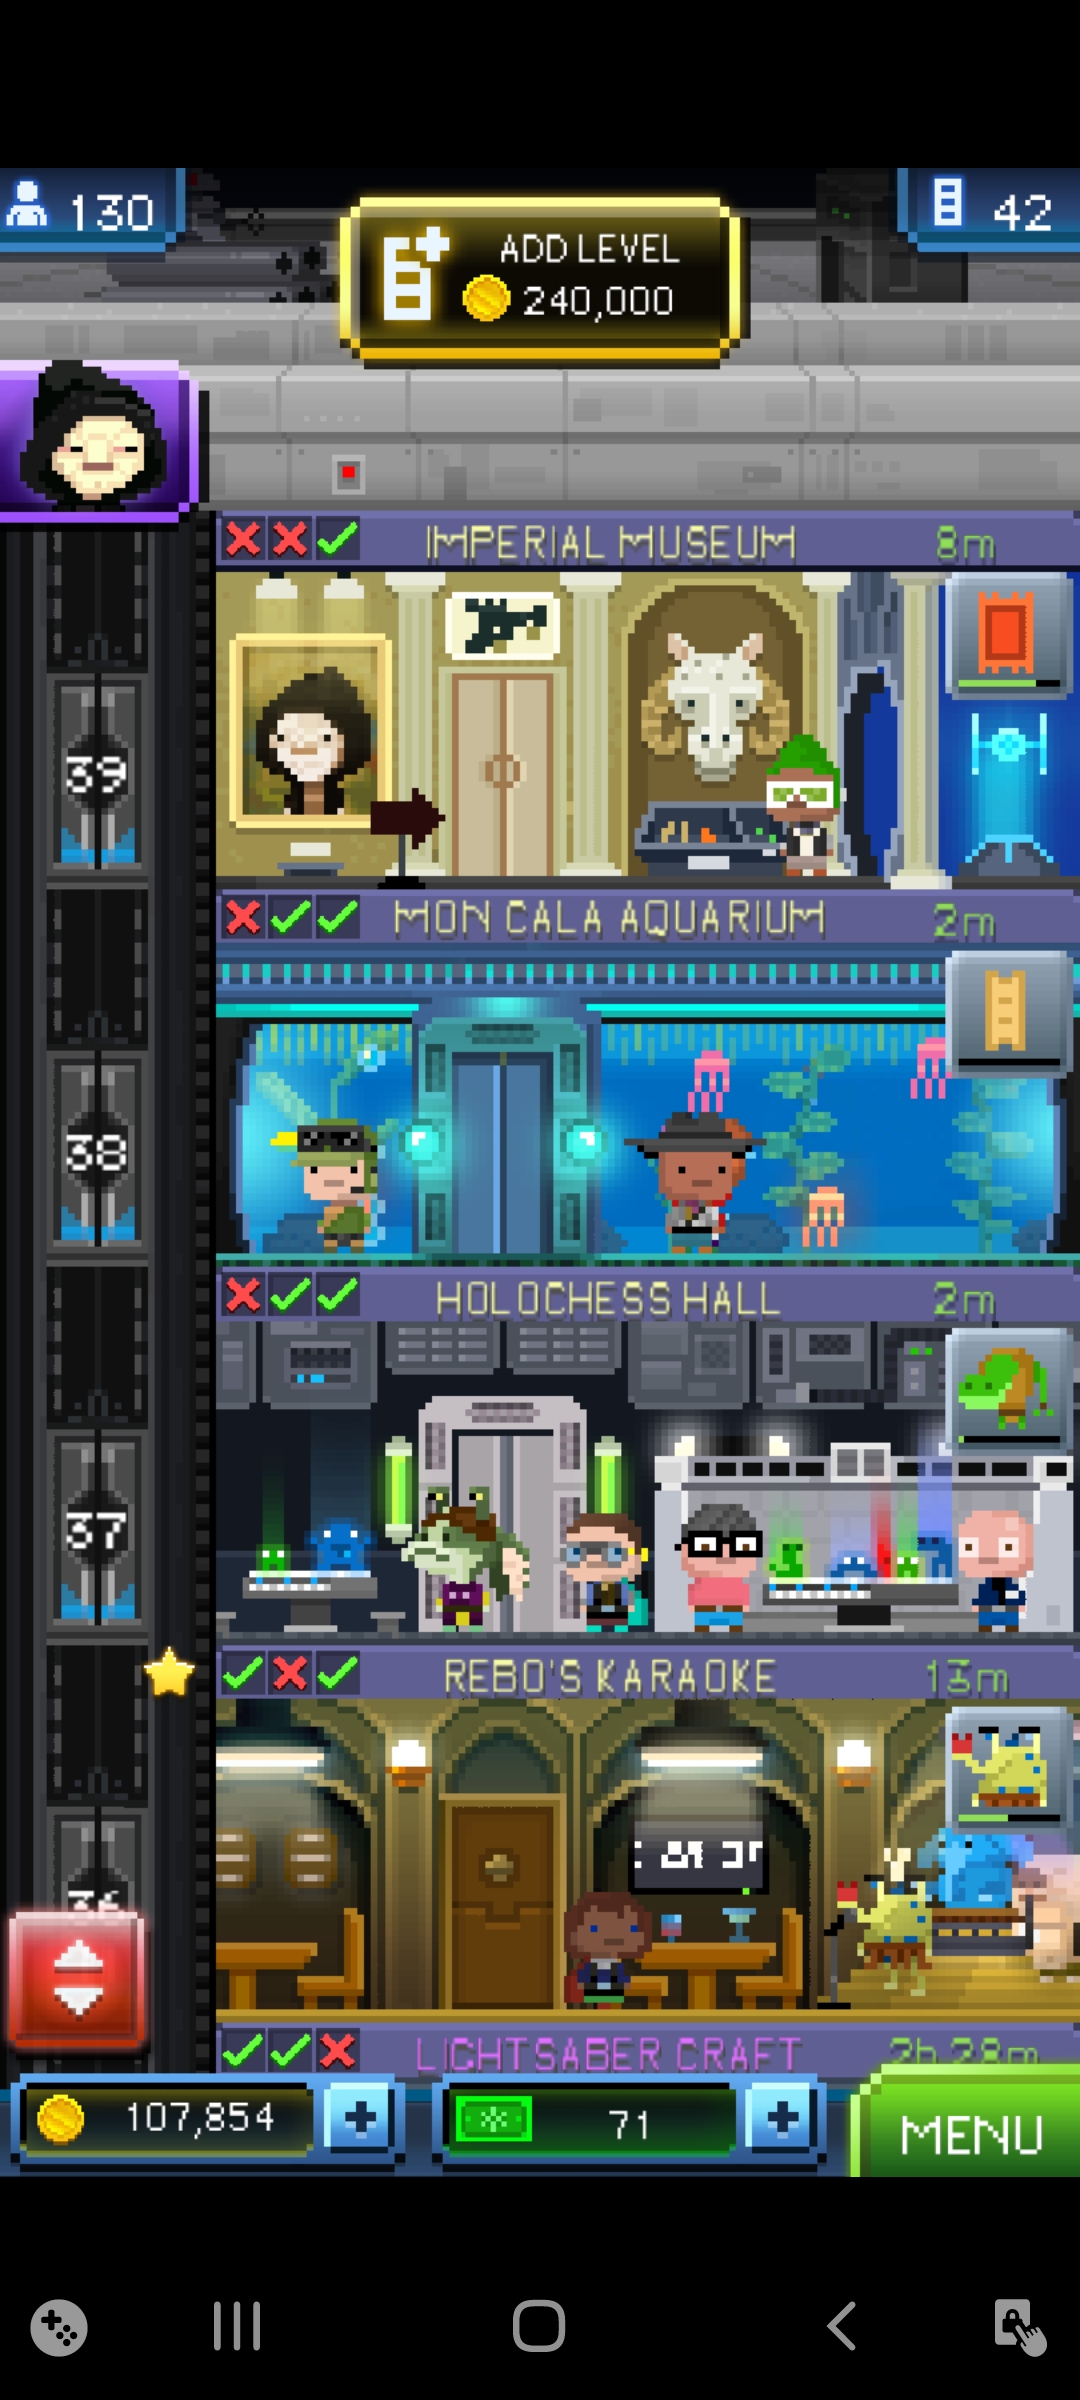 130
ADD LEVEL
240,000
42
IMPERIAL MUSEUM 8m
39
MON CALA AQUARIUM 2m
38
HOLOCHESS HALL 2m
37
REBO'S KARAOKE 13m
36
LIGHTSABER CRAFT 2h 28m
107,854
71
MENU